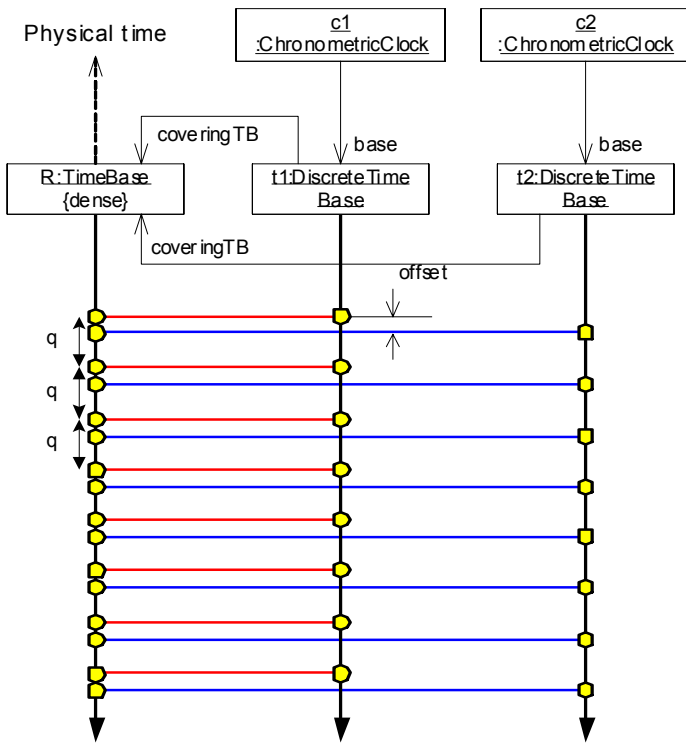 Physical time
c1
:ChronometricClock
c2
:ChronometricClock
coveringTB
base
base
R:TimeBase
{dense}
t1:DiscreteTime
Base
t2:DiscreteTime
Base
coveringTB
offset
q
q
q